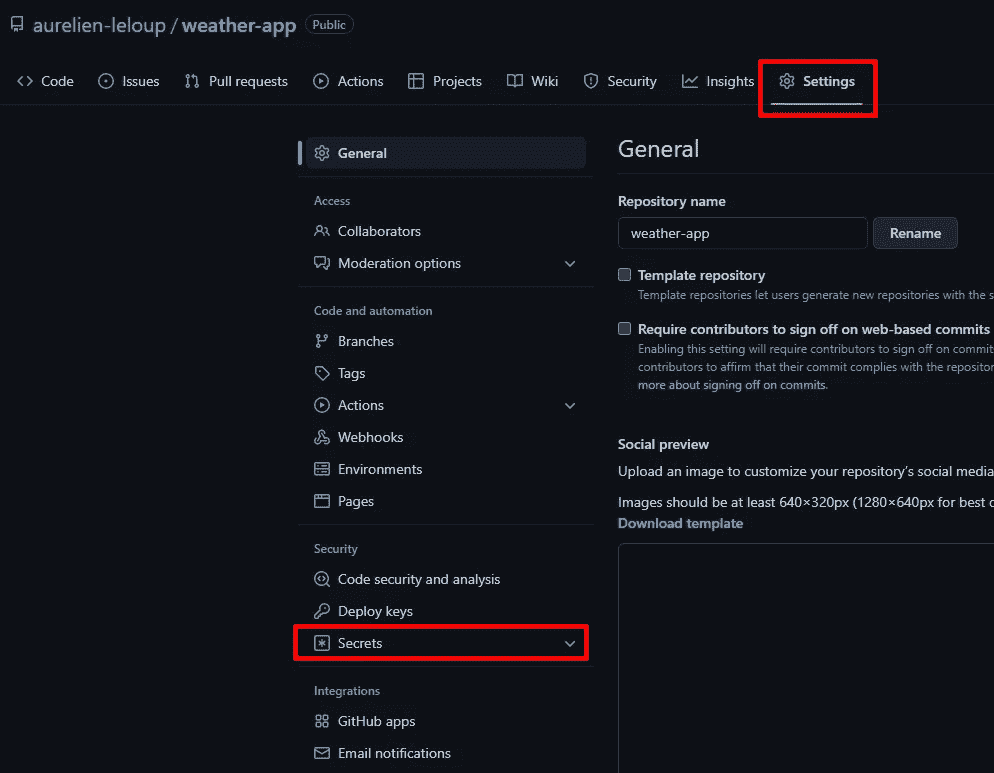 aurelien-leloup / weather-app Public
Code Issues Pull requests Actions Projects Wiki Security Insights Settings
General
Access
Collaborators
Moderation options
Code and automation
Branches
Tags
Actions
Webhooks
Environments
Pages
Security
Code security and analysis
Deploy keys
Secrets
Integrations
GitHub apps
Email notifications
General
Repository name
weather-app Rename
Template repository
Template repositories let users generate new repositories with the s
Require contributors to sign off on web-based commits
Enabling this setting will require contributors to sign off on commit
contributors to affirm that their commit complies with the repositor
more about signing off on commits.
Social preview
Upload an image to customize your repository's social media
Images should be at least 640×320px (1280×640px for best d
Download template